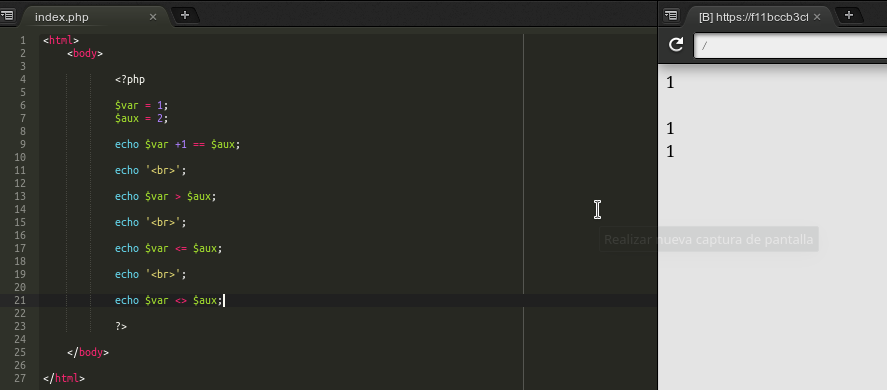 index.php × +
1 <html>
2 <body>
3
4 <?php
5
6 $var = 1;
7 $aux = 2;
8
9 echo $var +1 == $aux;
10
11 echo '<br>';
12
13 echo $var > $aux;
14
15 echo '<br>';
16
17 echo $var <= $aux;
18
19 echo '<br>';
20
21 echo $var <> $aux;
22
23 ?>
24
25 </body>
26
27 </html>
[B] https://f11bccb3cf × +
/
1
1
1
Realizar nueva captura de pantalla